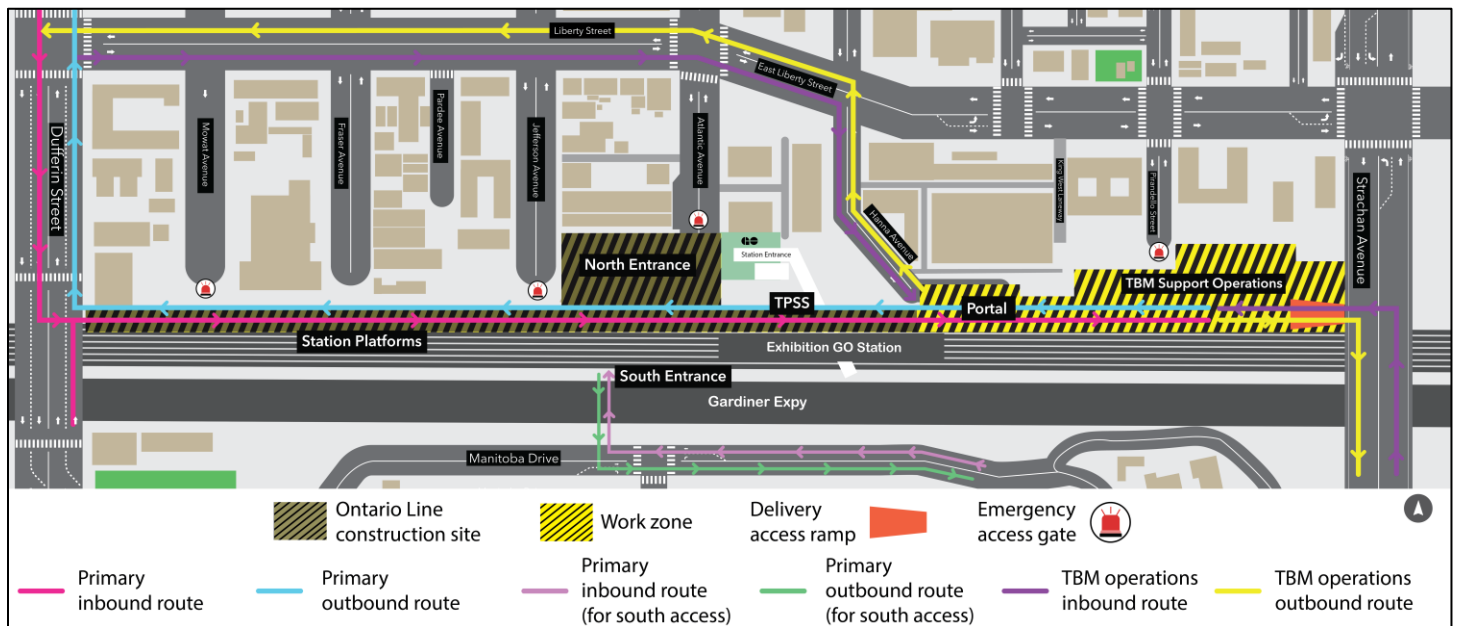 Liberty Street
East Liberty Street
Dufferin Street
Mowat Avenue
Fraser Avenue
Pardee Avenue
Jefferson Avenue
Atlantic Avenue
Hanna Avenue
King West Laneway
Pirandello Street
Strachan Avenue
GO
Station Entrance
North Entrance
TBM Support Operations
TPSS
Portal
Station Platforms
Exhibition GO Station
South Entrance
Gardiner Expy
Manitoba Drive
Ontario Line
construction site
Work zone
Delivery
access ramp
Emergency
access gate
Primary
inbound route
Primary
outbound route
Primary
inbound route
(for south access)
Primary
outbound route
(for south access)
TBM operations
inbound route
TBM operations
outbound route